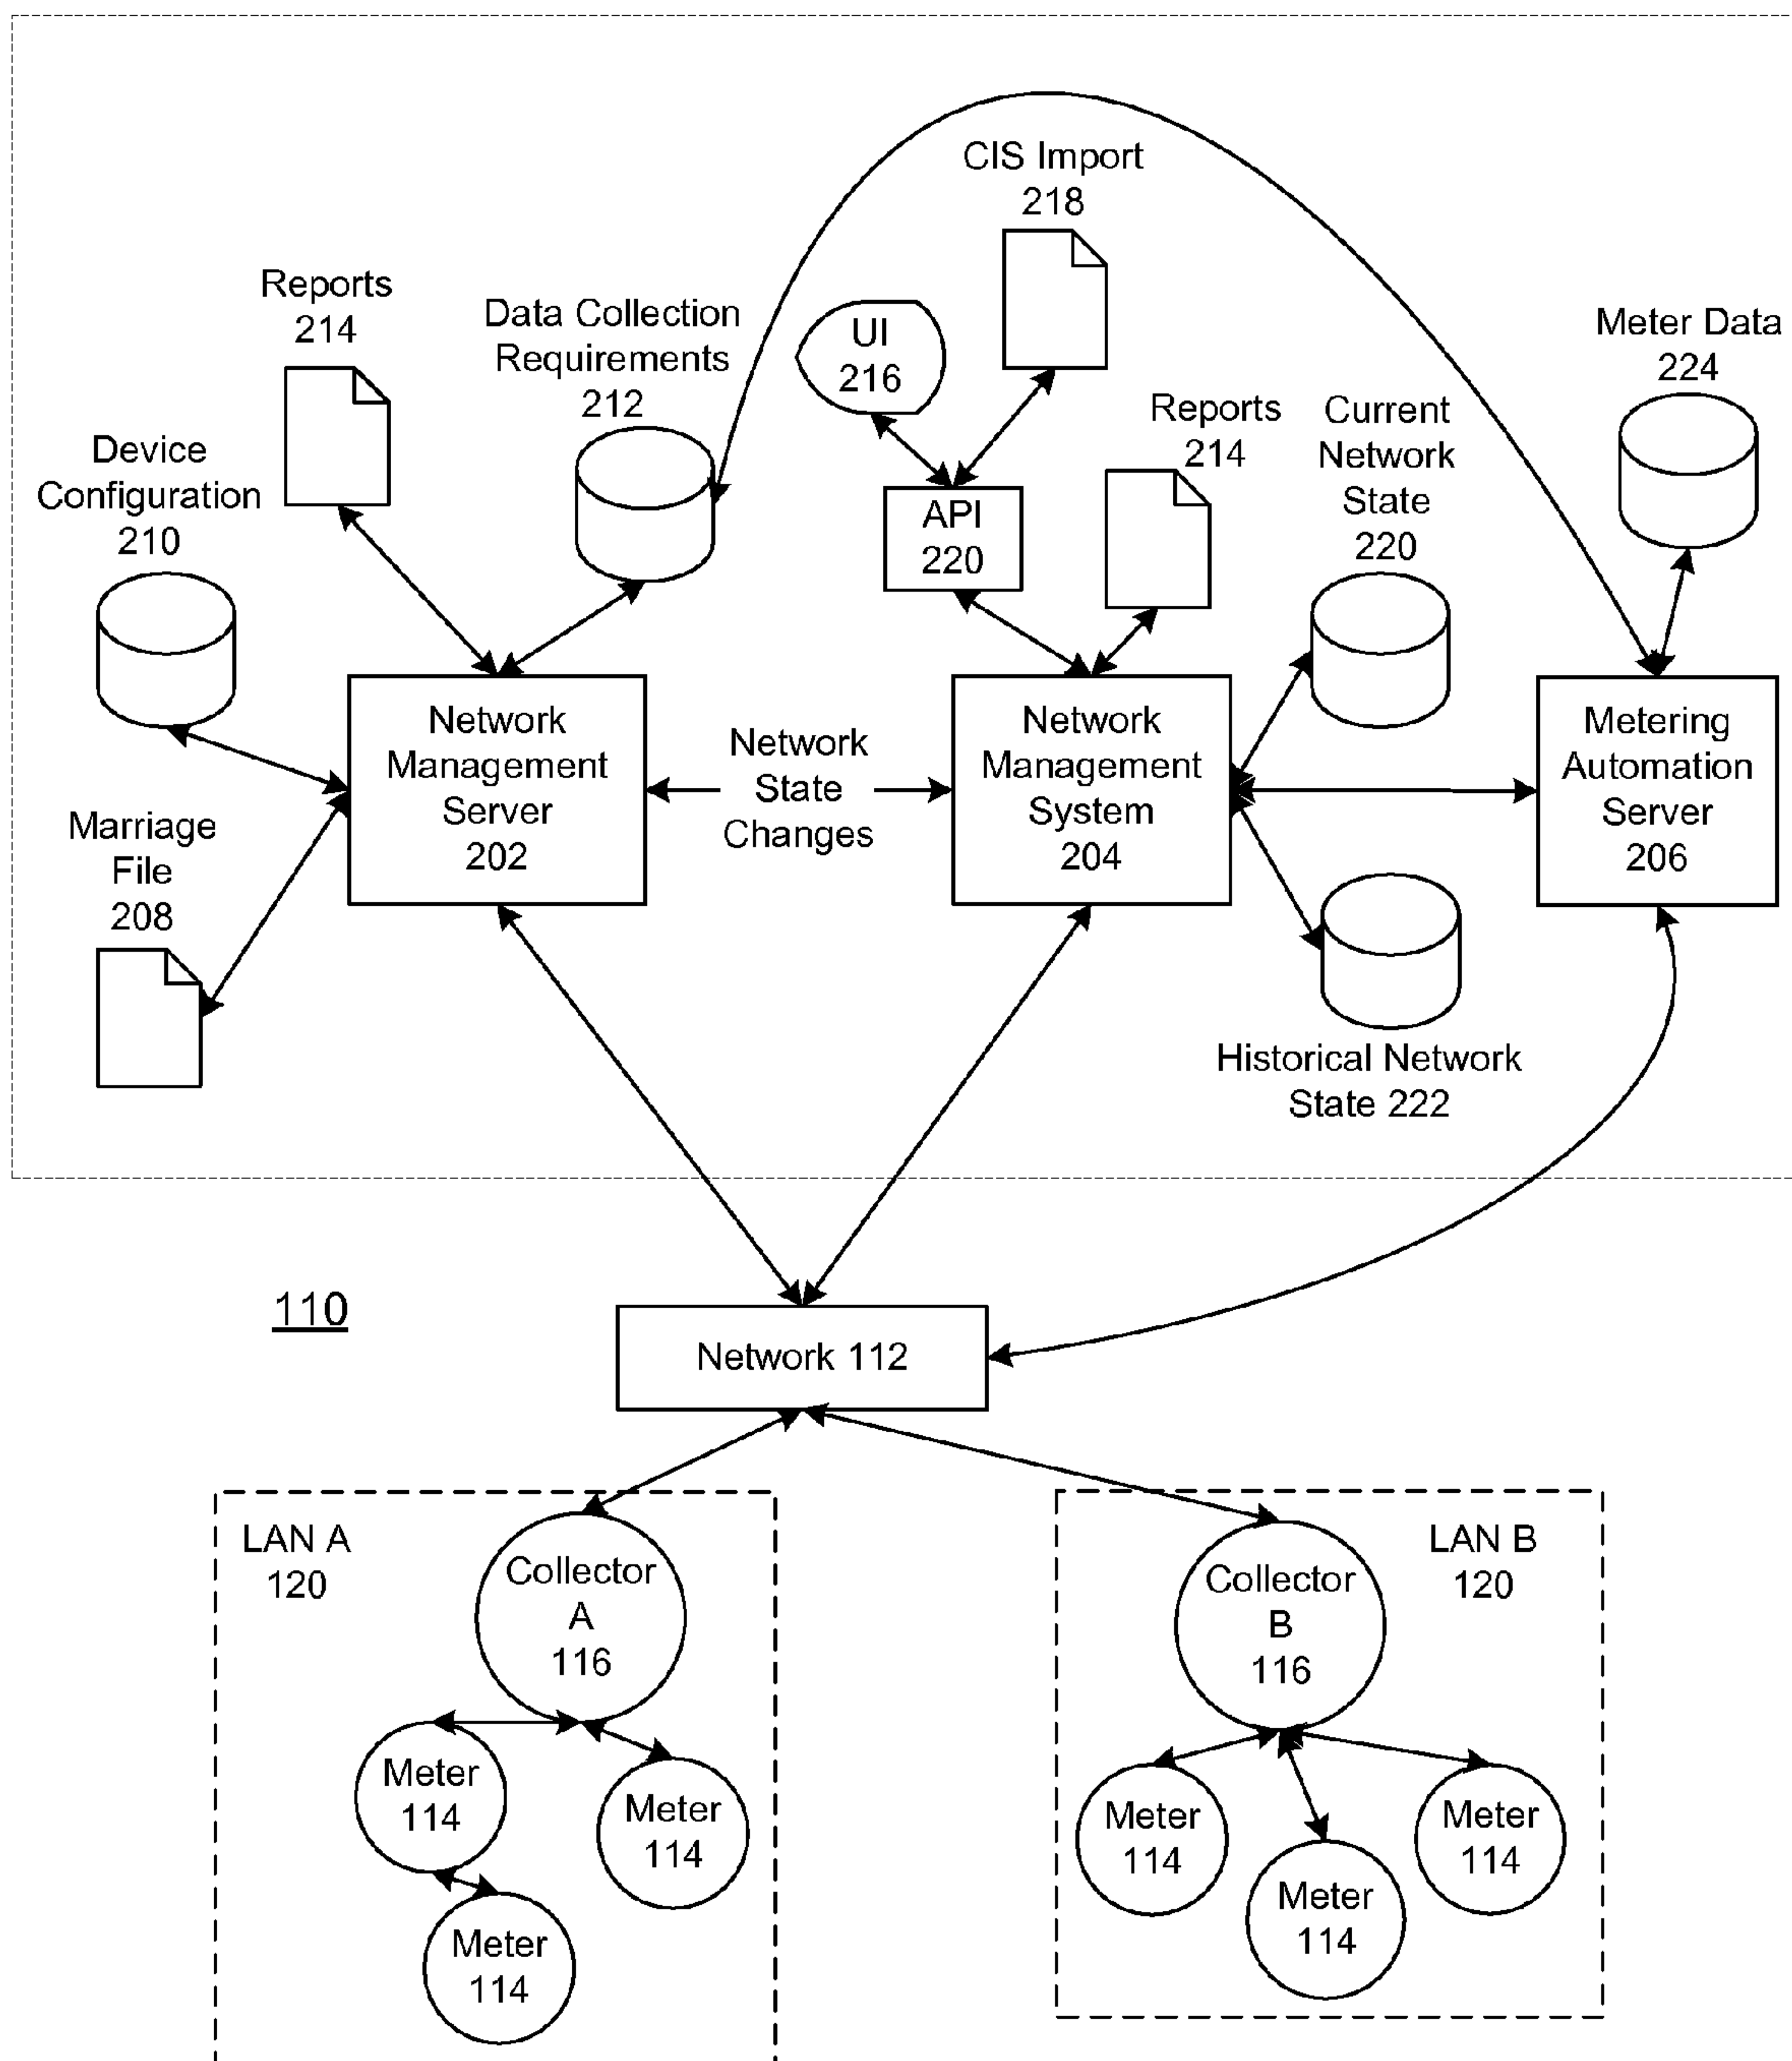 CIS Import
218
Reports
214
Data Collection
Requirements
212
UI
216
Meter Data
224
Reports
214
Current
Network
State
220
Device
Configuration
210
API
220
Network
Management
Server
202
Network
State
Changes
Network
Management
System
204
Metering
Automation
Server
206
Marriage
File
208
Historical Network
State 222
110
Network 112
LAN A
120
Collector
A
116
Meter
114
Meter
114
Meter
114
LAN B
120
Collector
B
116
Meter
114
Meter
114
Meter
114